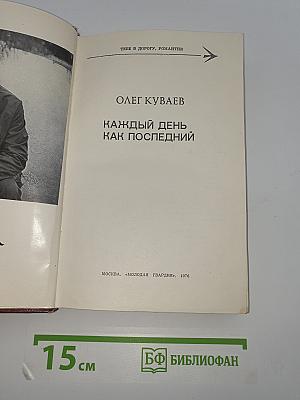 ТЕБЕ В ДОРОГУ, РОМАНТИК
ОЛЕГ КУВАЕВ
КАЖДЫЙ ДЕНЬ
КАК ПОСЛЕДНИЙ
МОСКВА, «МОЛОДАЯ ГВАРДИЯ», 1976
15 см
БФ БИБЛИОФАН